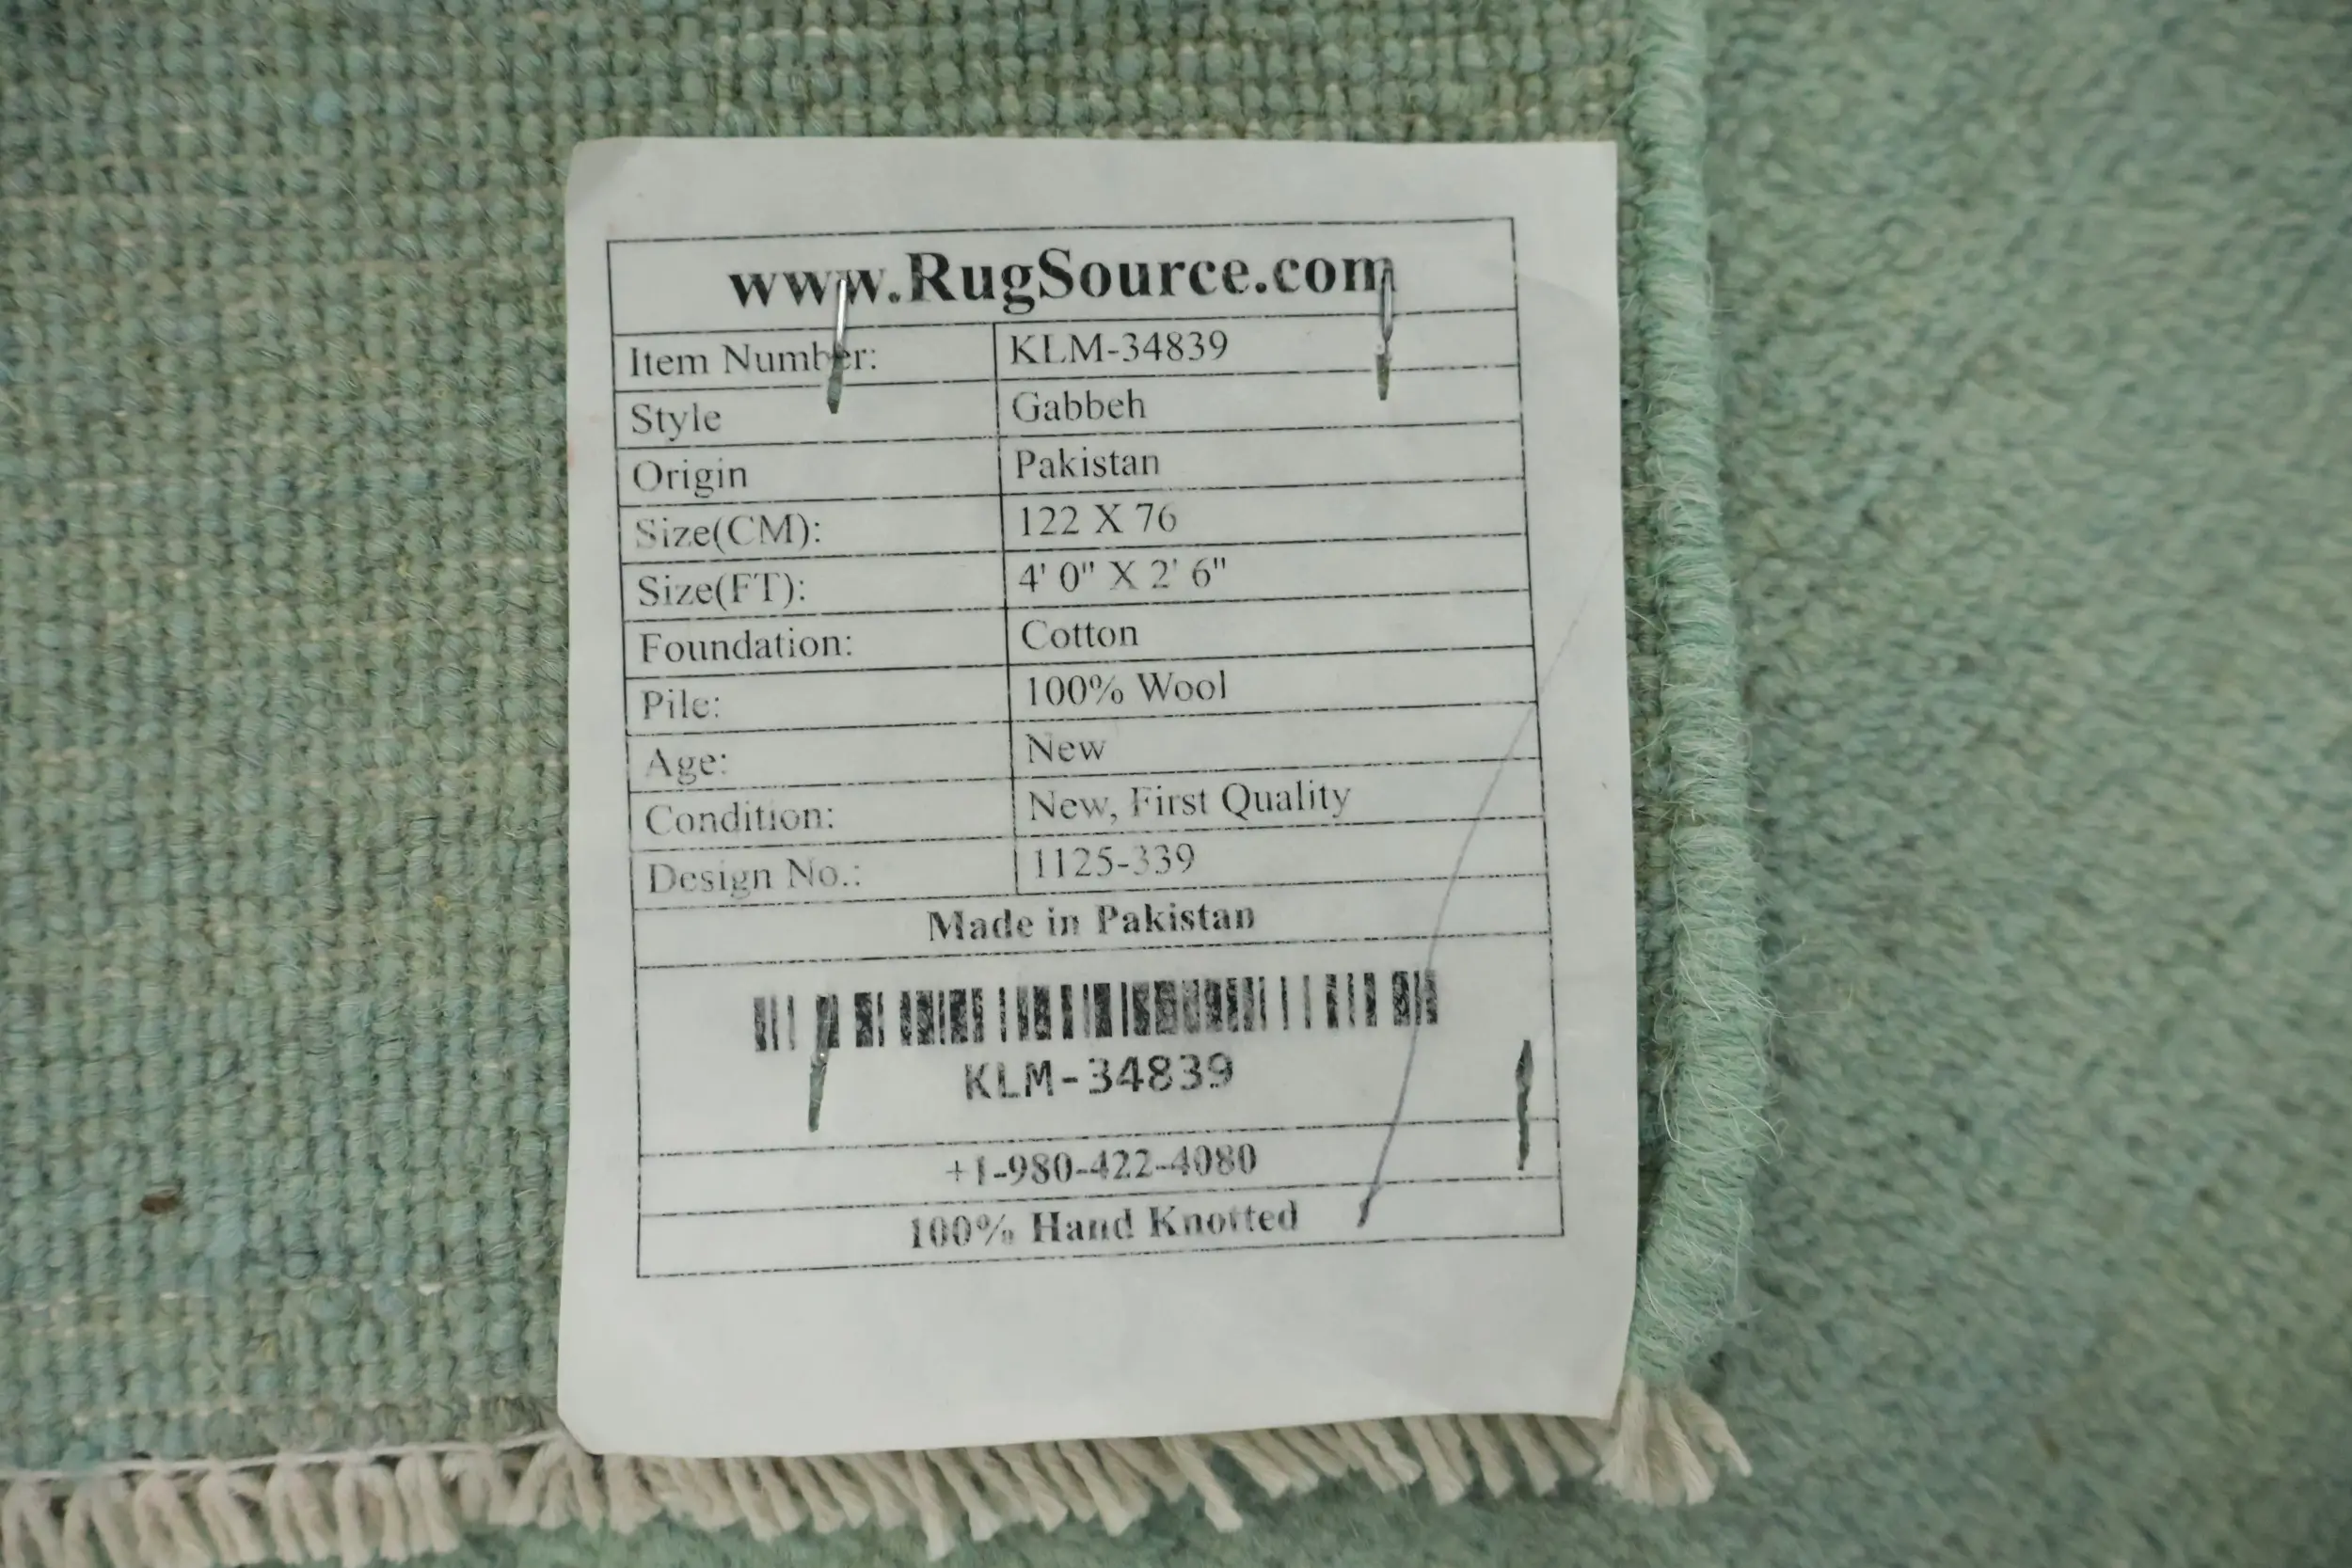 www.RugSource.com
Item Number: KLM-34839
Style Gabbeh
Origin Pakistan
Size(CM): 122 X 76
Size(FT): 4' 0" X 2' 6"
Foundation: Cotton
Pile: 100% Wool
Age: New
Condition: New, First Quality
Design No.: 1125-339
Made in Pakistan
KLM-34839
+1-980-422-4080
100% Hand Knotted